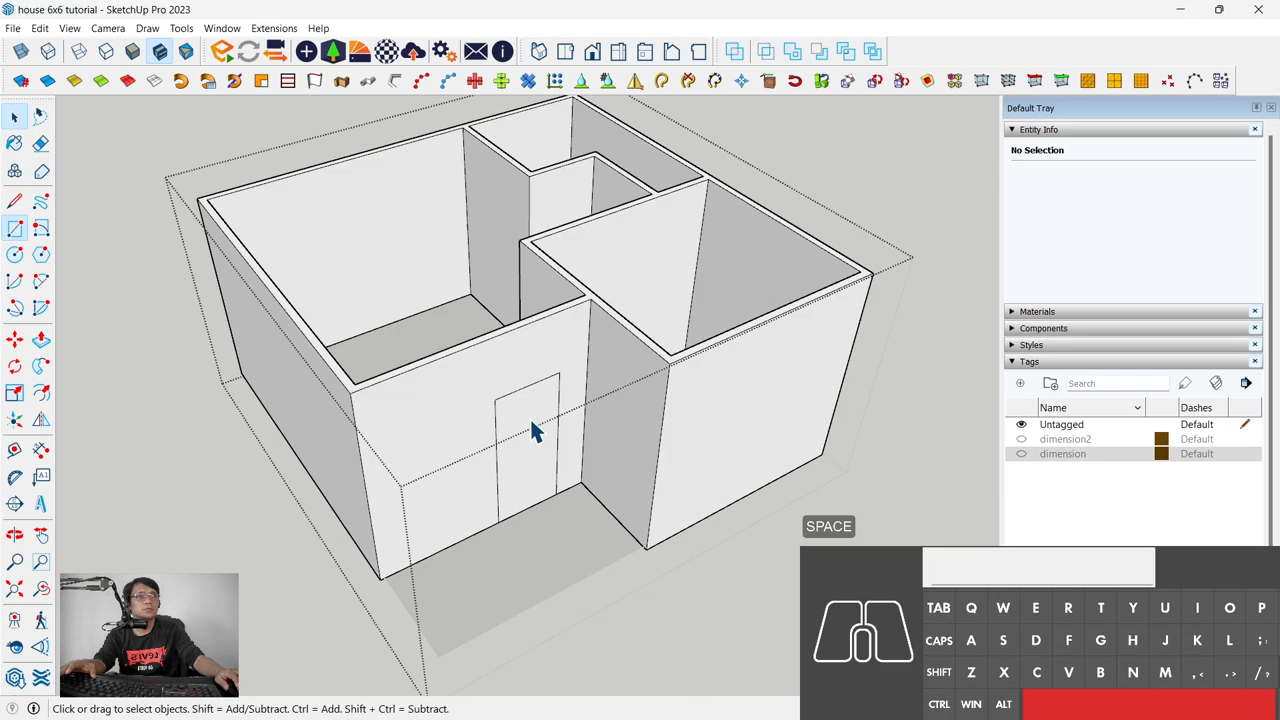 house 6x6 tutorial - SketchUp Pro 2023
File Edit View Camera Draw Tools Window Extensions Help
Default Tray
Entity Info
No Selection
Materials
Components
Styles
Tags
Search
Name Dashes
Untagged Default
dimension2 Default
dimension Default
SPACE
TAB Q W E R T Y U I O P
CAPS A S D F G H J K L ; :
SHIFT Z X C V B N M , < . > / ?
CTRL WIN ALT
LEVI'S
Click or drag to select objects. Shift = Add/Subtract. Ctrl = Add. Shift + Ctrl = Subtract.